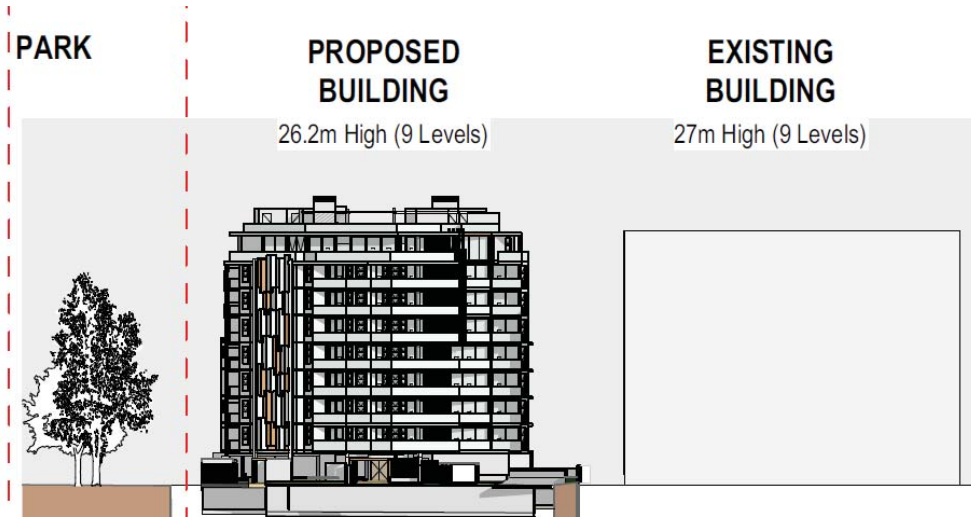 PARK
PROPOSED
BUILDING
26.2m High (9 Levels)
EXISTING
BUILDING
27m High (9 Levels)